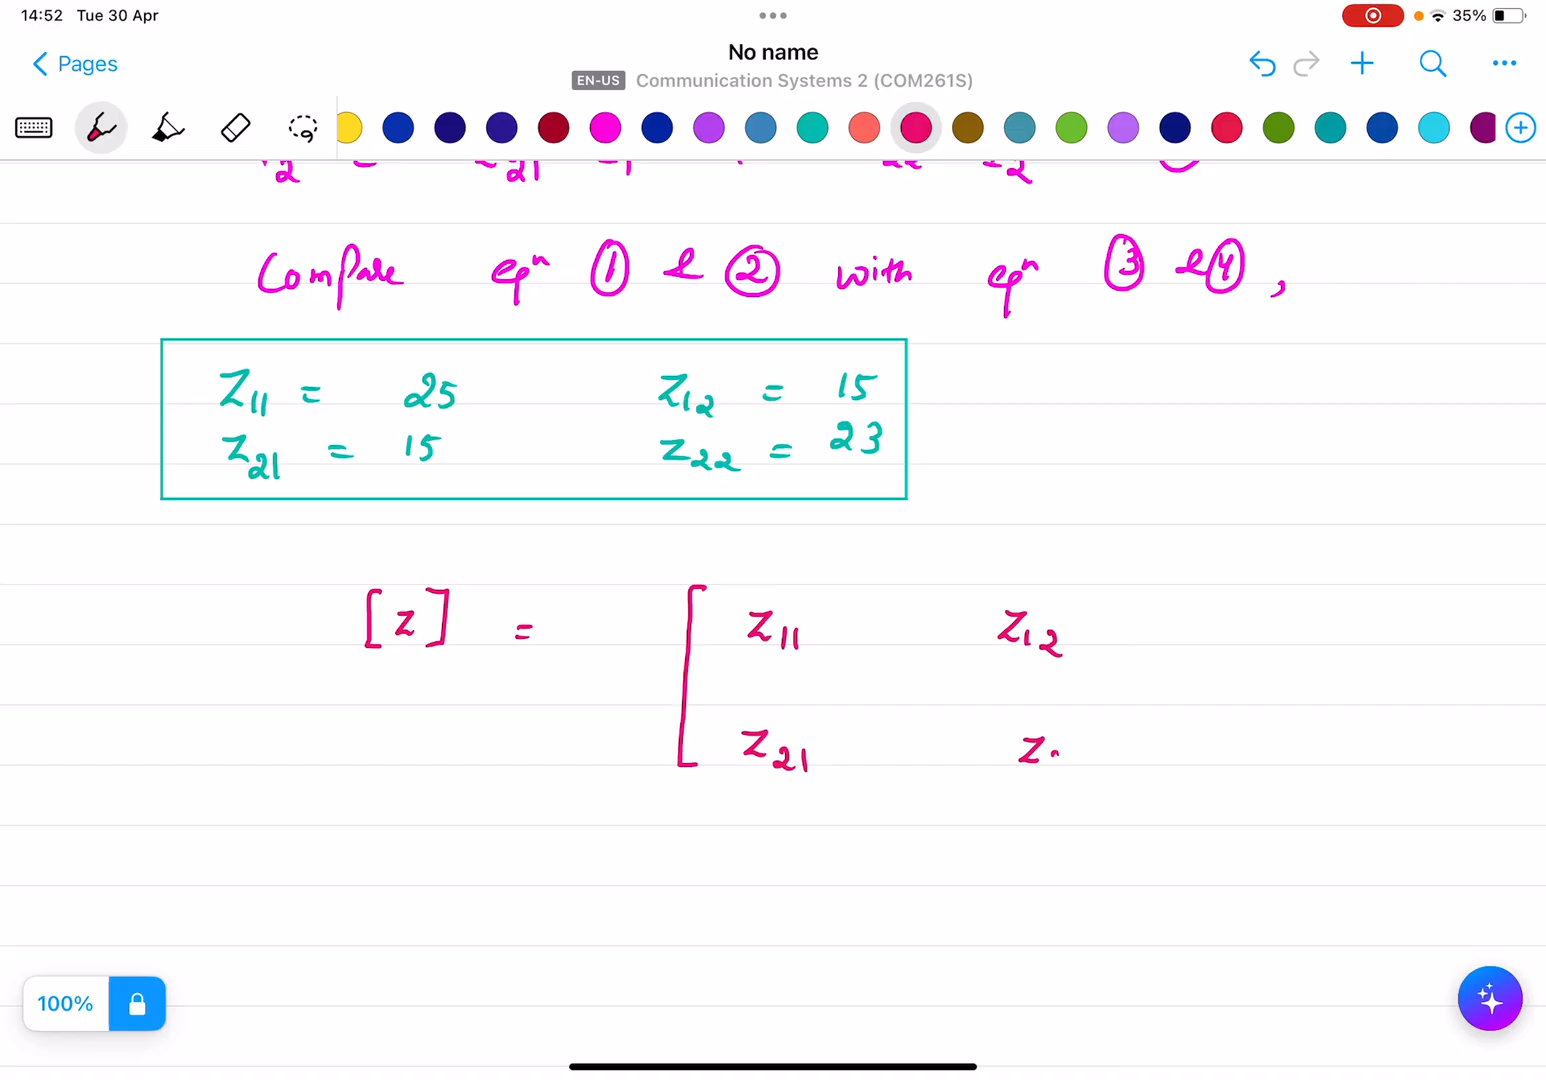 14:52 Tue 30 Apr
35%
Pages
No name
EN-US Communication Systems 2 (COM261S)
Compare eqⁿ ① & ② with eqⁿ ③ & ④,
Z₁₁ = 25 Z₁₂ = 15
Z₂₁ = 15 Z₂₂ = 23
[Z] = [ Z₁₁ Z₁₂
Z₂₁ Z
100%